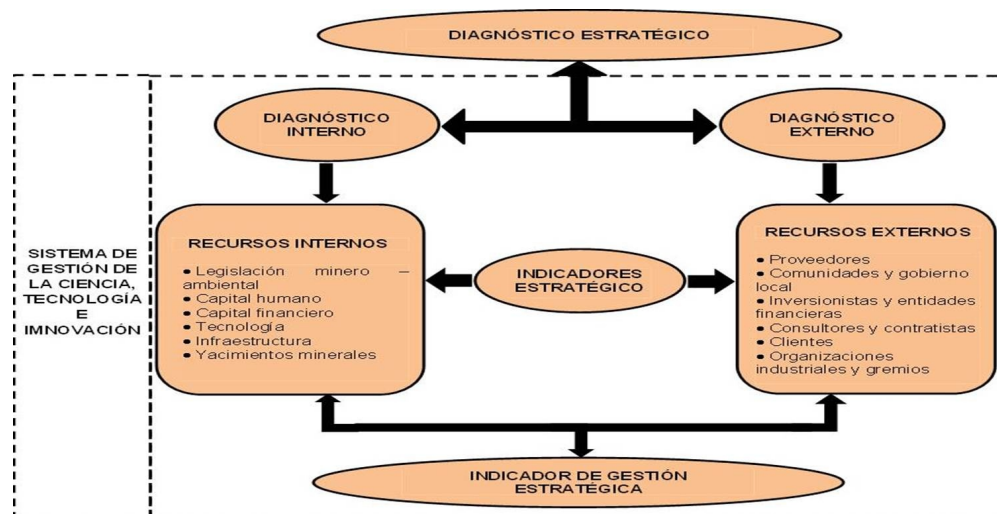 DIAGNÓSTICO ESTRATÉGICO
DIAGNÓSTICO
INTERNO
DIAGNÓSTICO
EXTERNO
SISTEMA DE
GESTIÓN DE
LA CIENCIA,
TECNOLOGÍA
E
IMNOVACIÓN
RECURSOS INTERNOS
● Legislación minero –
ambiental
● Capital humano
● Capital financiero
● Tecnología
● Infraestructura
● Yacimientos minerales
INDICADORES
ESTRATÉGICO
RECURSOS EXTERNOS
● Proveedores
● Comunidades y gobierno
local
● Inversionistas y entidades
financieras
● Consultores y contratistas
● Clientes
● Organizaciones
industriales y gremios
INDICADOR DE GESTIÓN
ESTRATÉGICA